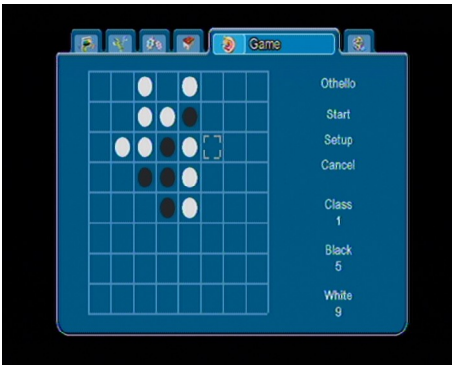 Game
Othello
Start
Setup
Cancel
Class
1
Black
5
White
9